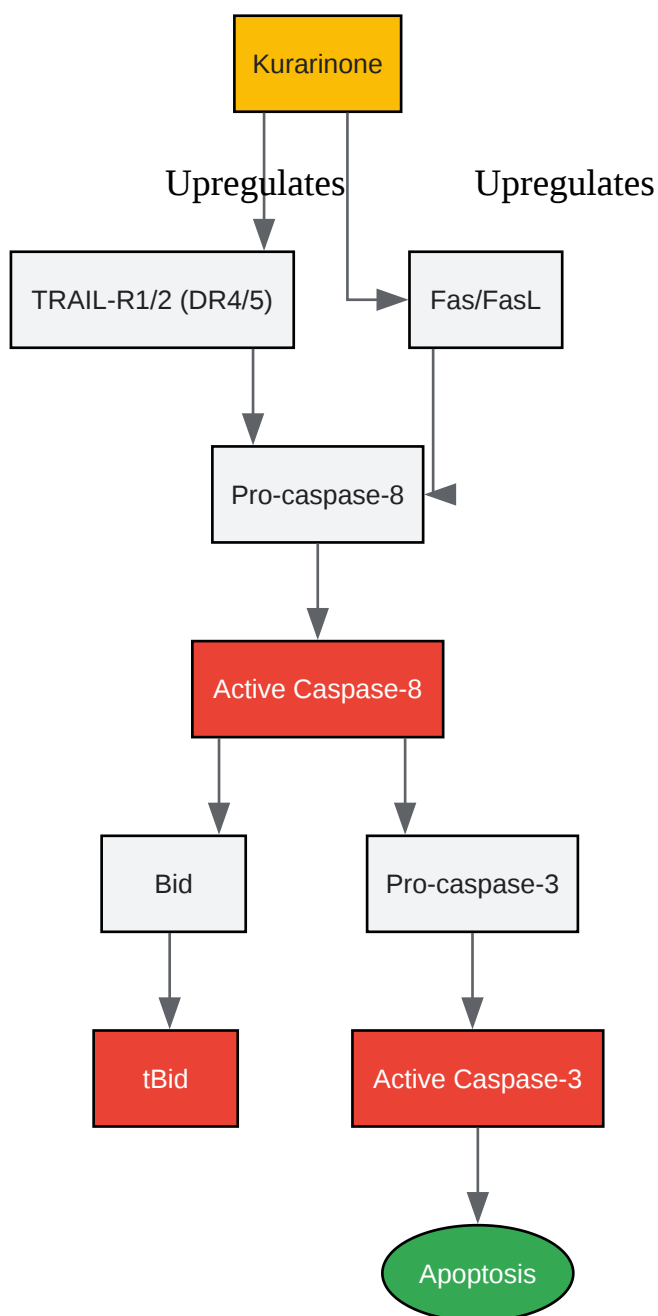 Kurarinone
Upregulates
Upregulates
TRAIL-R1/2 (DR4/5)
Fas/FasL
Pro-caspase-8
Active Caspase-8
Bid
Pro-caspase-3
tBid
Active Caspase-3
Apoptosis